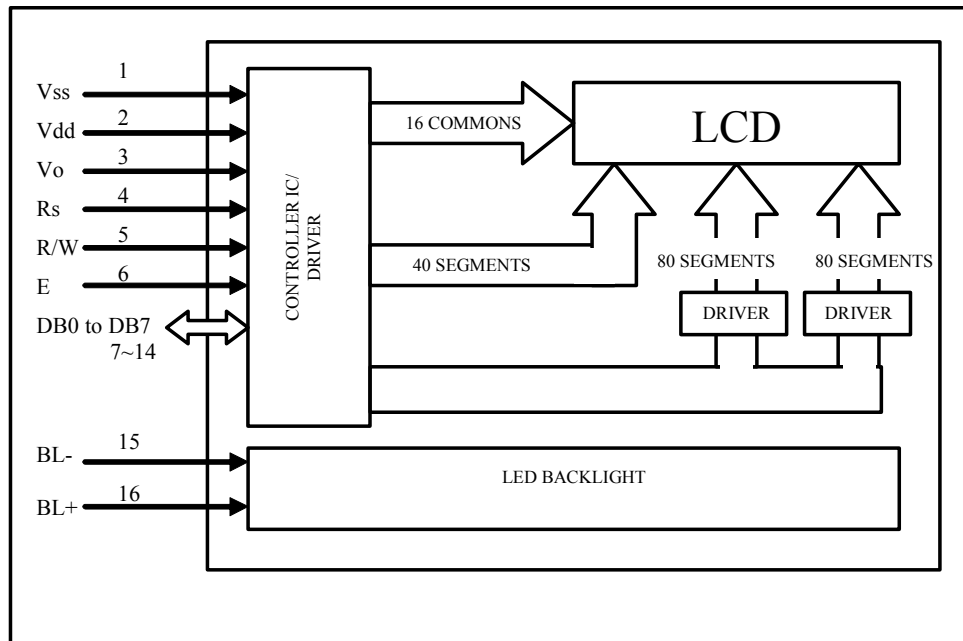 1
Vss
2
Vdd
3
Vo
4
Rs
5
R/W
6
E
DB0 to DB7
7~14
15
BL-
16
BL+
CONTROLLER IC/
DRIVER
16 COMMONS
LCD
40 SEGMENTS
80 SEGMENTS
80 SEGMENTS
DRIVER
DRIVER
LED BACKLIGHT